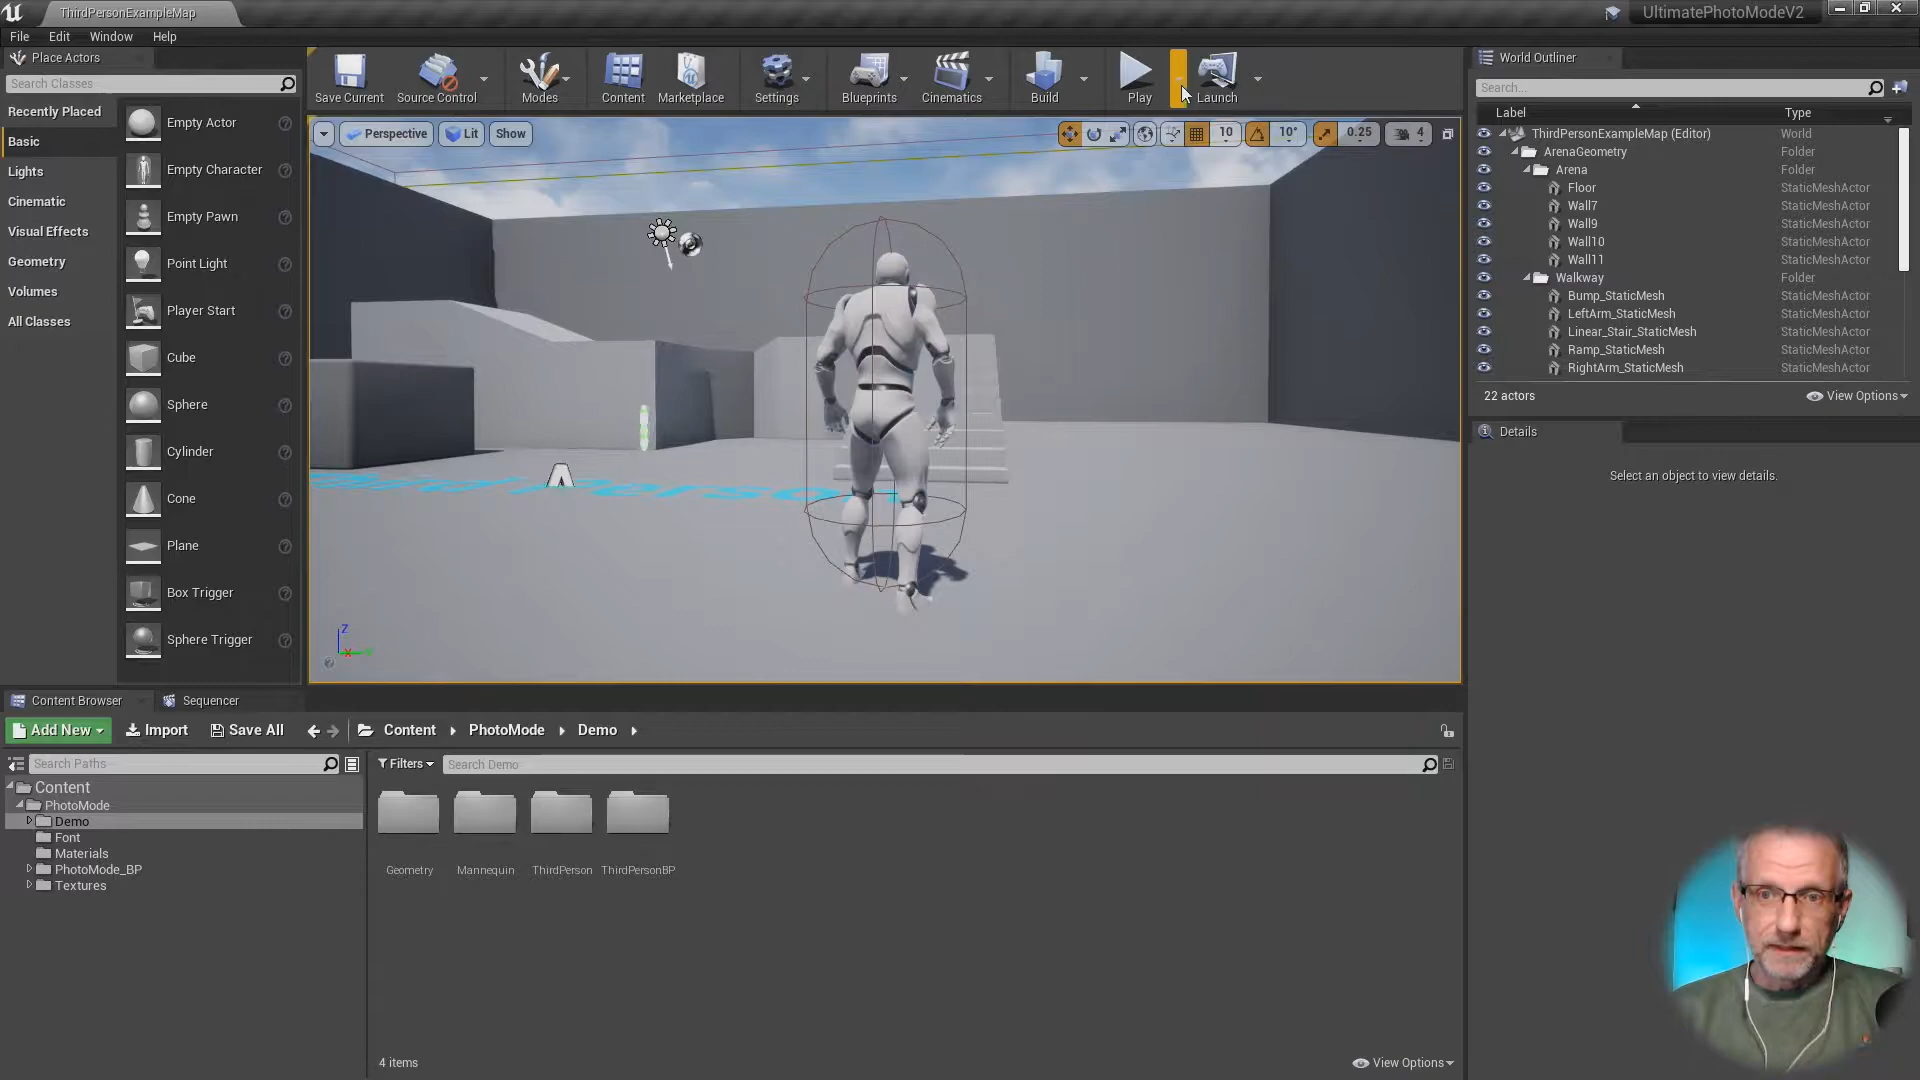 ThirdPersonExampleMap
UltimatePhotoModeV2
File Edit Window Help
Place Actors
Search Classes
Recently Placed
Basic
Lights
Cinematic
Visual Effects
Geometry
Volumes
All Classes
Empty Actor
Empty Character
Empty Pawn
Point Light
Player Start
Cube
Sphere
Cylinder
Cone
Plane
Box Trigger
Sphere Trigger
Save Current
Source Control
Modes
Content
Marketplace
Settings
Blueprints
Cinematics
Build
Play
Launch
Perspective
Lit
Show
10
10°
0.25
4
Z
World Outliner
Search...
Label Type
ThirdPersonExampleMap (Editor) World
ArenaGeometry Folder
Arena Folder
Floor StaticMeshActor
Wall7 StaticMeshActor
Wall9 StaticMeshActor
Wall10 StaticMeshActor
Wall11 StaticMeshActor
Walkway Folder
Bump_StaticMesh StaticMeshActor
LeftArm_StaticMesh StaticMeshActor
Linear_Stair_StaticMesh StaticMeshActor
Ramp_StaticMesh StaticMeshActor
RightArm_StaticMesh StaticMeshActor
22 actors View Options
Details
Select an object to view details.
Content Browser Sequencer
Add New Import Save All Content PhotoMode Demo
Search Paths
Content
PhotoMode
Demo
Font
Materials
PhotoMode_BP
Textures
Filters Search Demo
Geometry Mannequin ThirdPerson ThirdPersonBP
4 items View Options